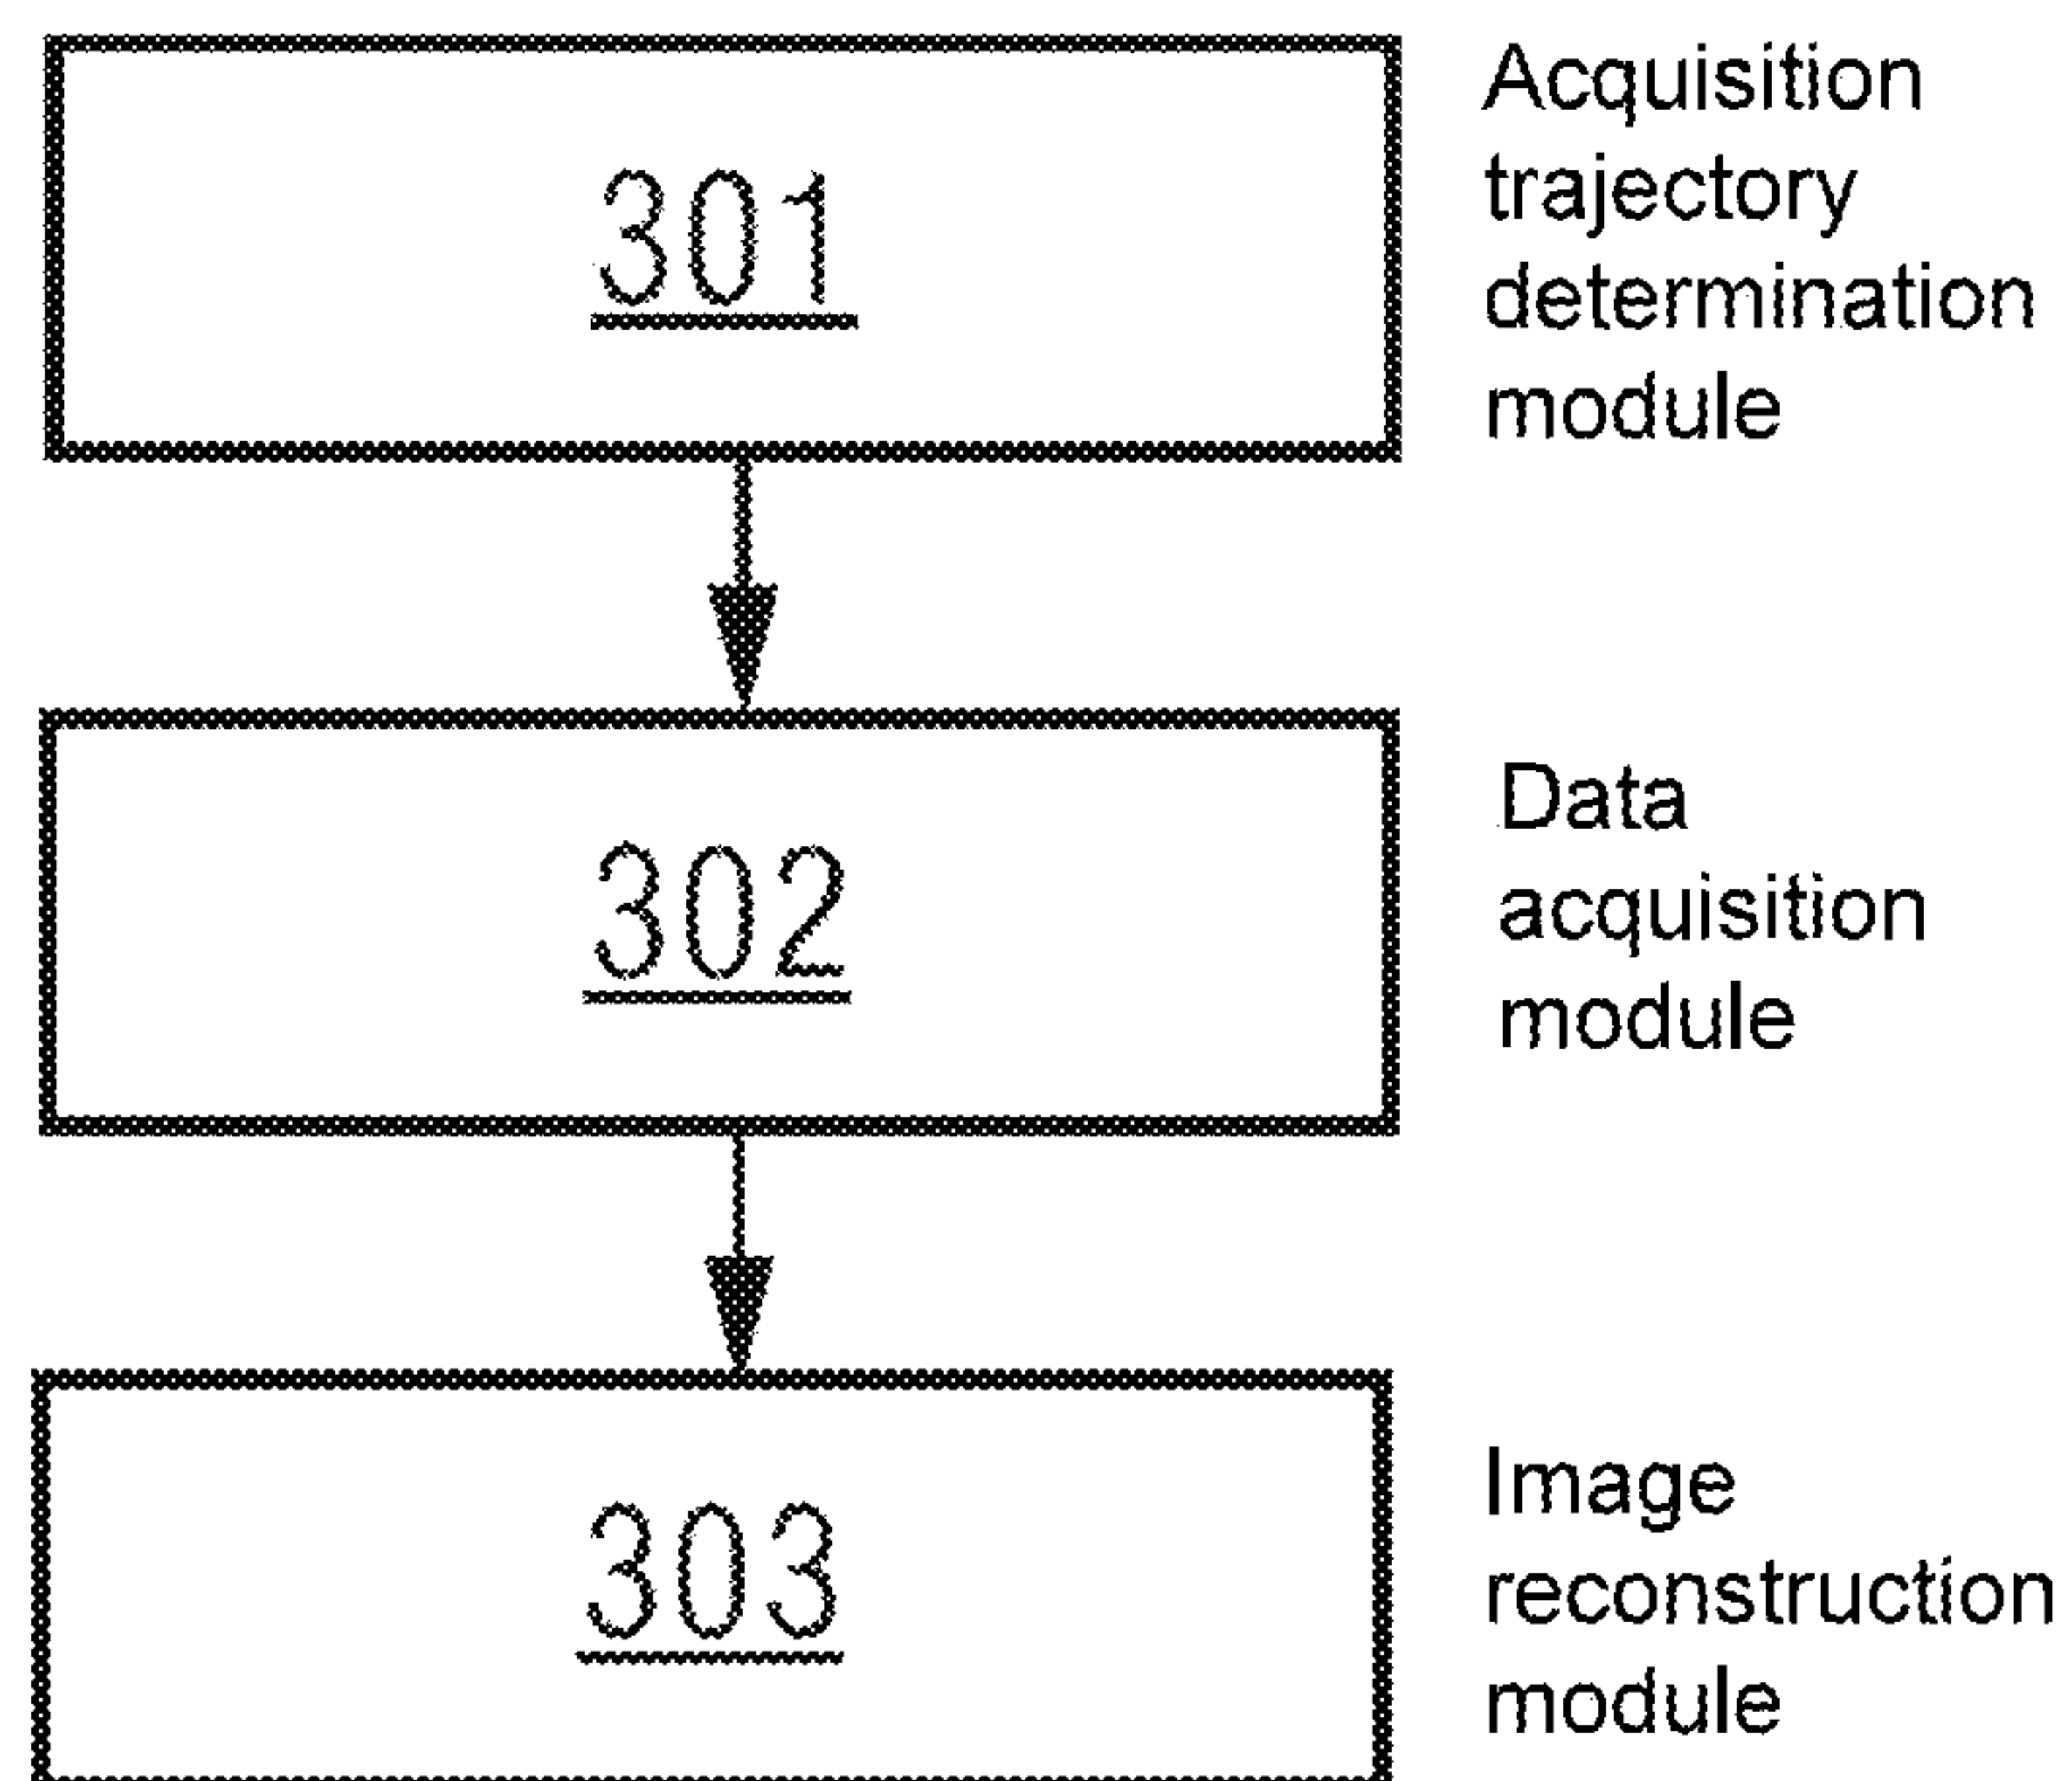 301
Acquisition
trajectory
determination
module
302
Data
acquisition
module
303
Image
reconstruction
module